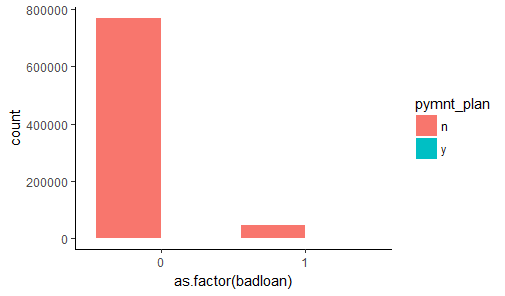 800000
600000
400000
200000
0
count
0 1
as.factor(badloan)
pymnt_plan
n
y